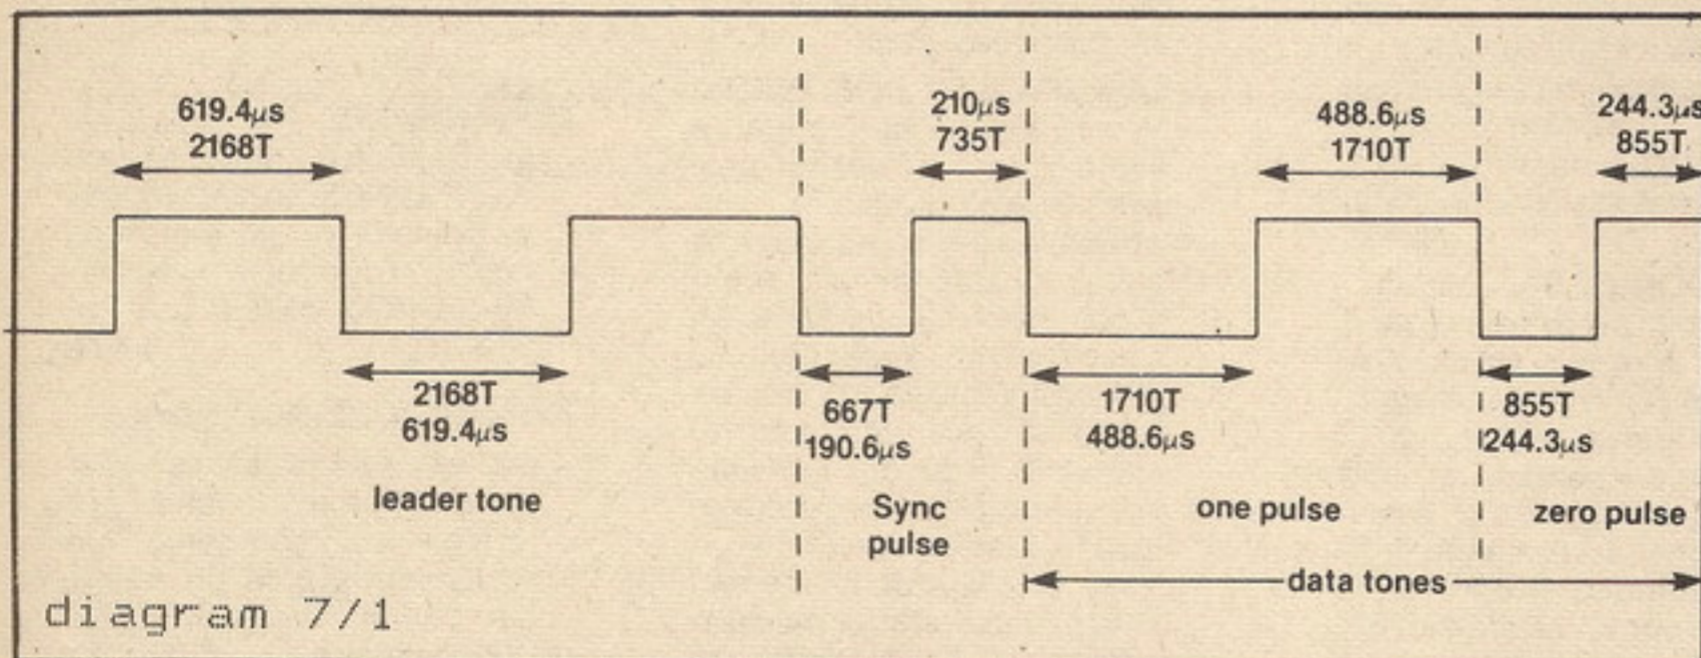 619.4µs
2168T
210µs
735T
488.6µs
1710T
244.3µs
855T
2168T
619.4µs
667T
190.6µs
1710T
488.6µs
855T
244.3µs
leader tone
Sync
pulse
one pulse
zero pulse
data tones
diagram 7/1